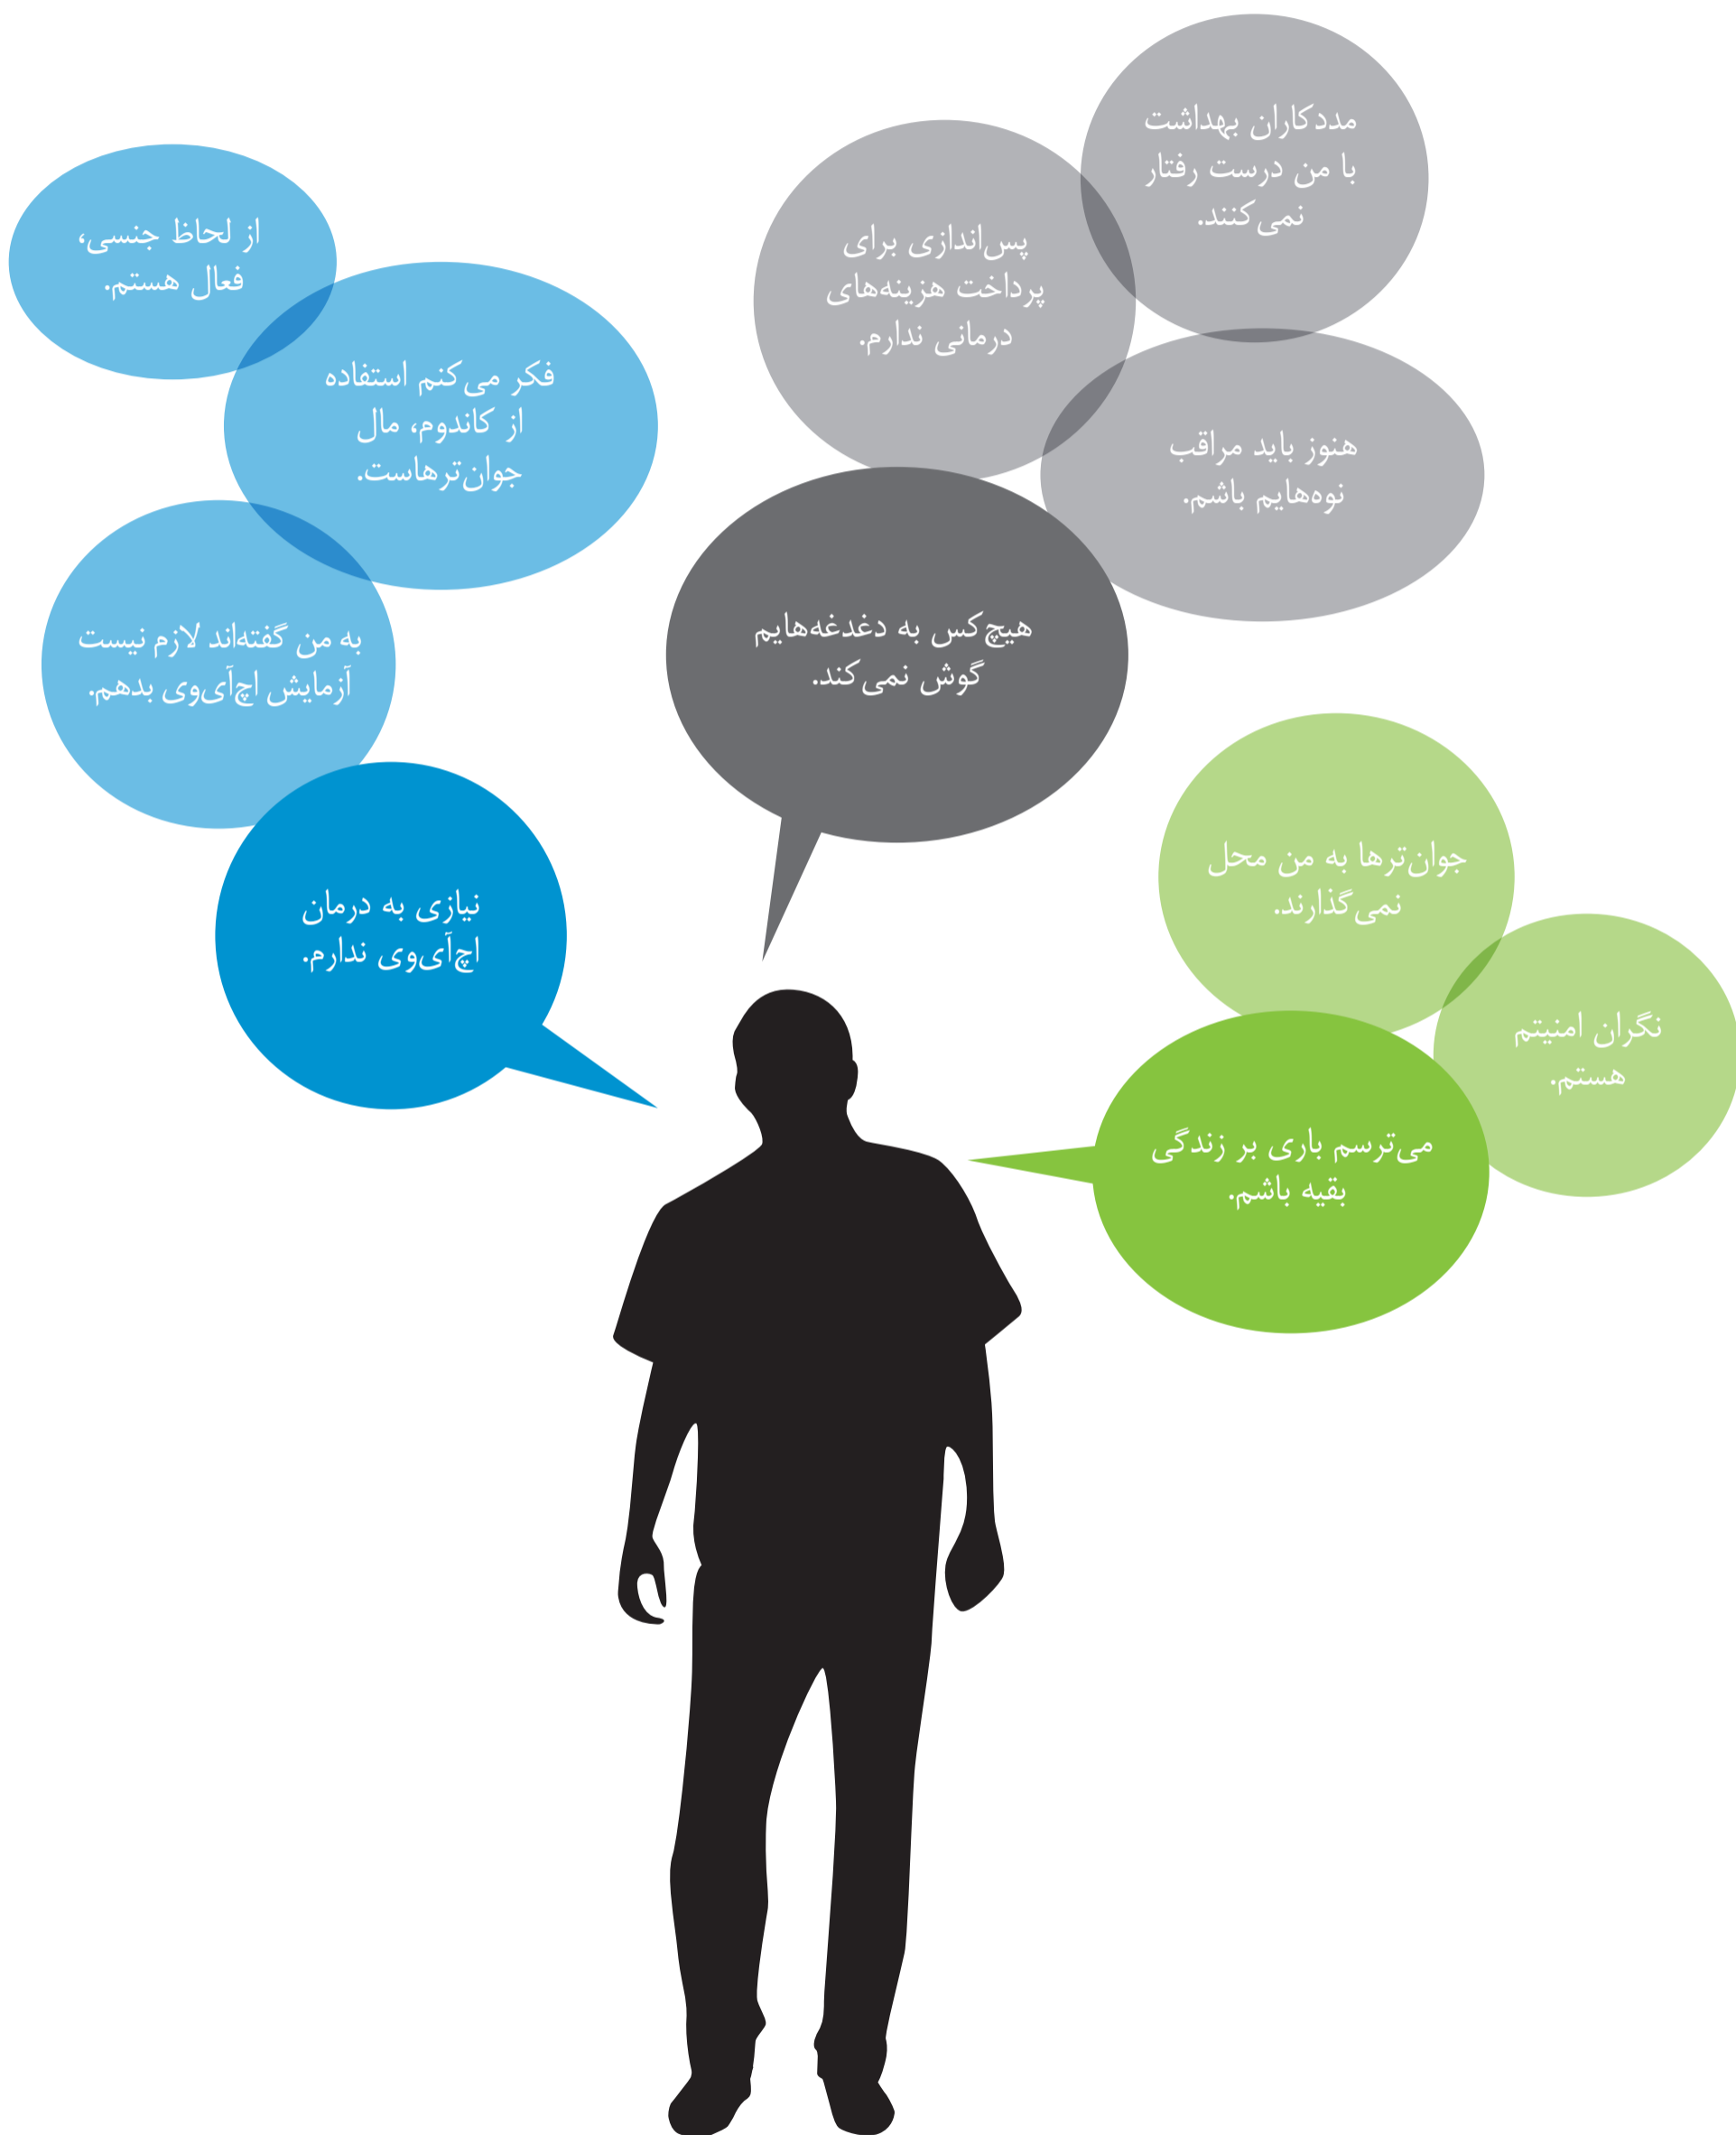 از لحاظ جنسی،
فعال هستم.
فکر می‌کنم استفاده
از کاندوم مال
جوان‌ترهاست.
به من گفته‌اند لازم نیست
آزمایش اچ‌آی‌وی بدهم.
نیازی به درمان
اچ‌آی‌وی ندارم.
مددکاران بهداشت
با من درست رفتار
نمی‌کنند.
پس‌اندازی برای
پرداخت هزینه‌های
درمانی ندارم.
هنوز باید مراقب
نوه‌هایم باشم.
هیچ‌کس به دغدغه‌هایم
گوش نمی‌کند.
جوان‌ترها به من محل
نمی‌گذارند.
نگران امنیتم
هستم.
می‌ترسم باری بر زندگی
بقیه باشم.